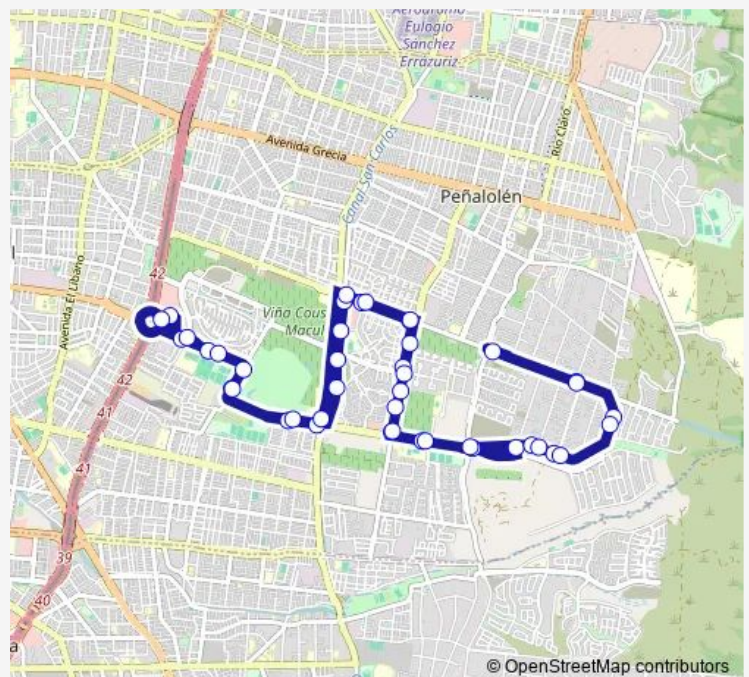 Aeródromo
Eulogio
Sánchez
Errázuriz
Avenida Grecia
Río Claro
Canal San Carlos
Peñalolén
42
Avenida El Líbano
Viña Cous
Macul
42
41
41
39
40
a
© OpenStreetMap contributors